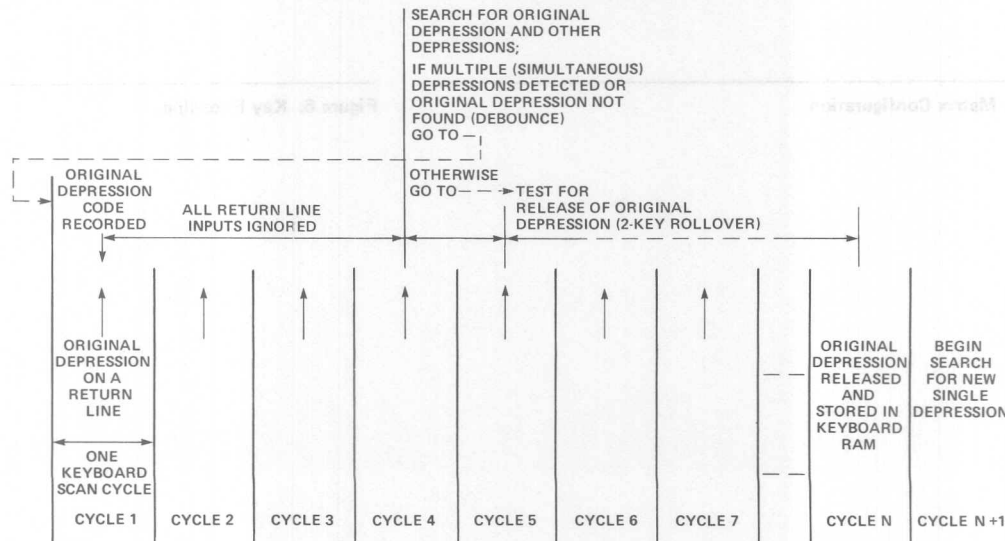 SEARCH FOR ORIGINAL
DEPRESSION AND OTHER
DEPRESSIONS;
IF MULTIPLE (SIMULTANEOUS)
DEPRESSIONS DETECTED OR
ORIGINAL DEPRESSION NOT
FOUND (DEBOUNCE)
GO TO
ORIGINAL
DEPRESSION
CODE
RECORDED
ALL RETURN LINE
INPUTS IGNORED
OTHERWISE
GO TO
TEST FOR
RELEASE OF ORIGINAL
DEPRESSION (2-KEY ROLLOVER)
ORIGINAL
DEPRESSION
ON A
RETURN
LINE
ONE
KEYBOARD
SCAN CYCLE
ORIGINAL
DEPRESSION
RELEASED
AND
STORED IN
KEYBOARD
RAM
BEGIN
SEARCH
FOR NEW
SINGLE
DEPRESSION
CYCLE 1
CYCLE 2
CYCLE 3
CYCLE 4
CYCLE 5
CYCLE 6
CYCLE 7
CYCLE N
CYCLE N +1